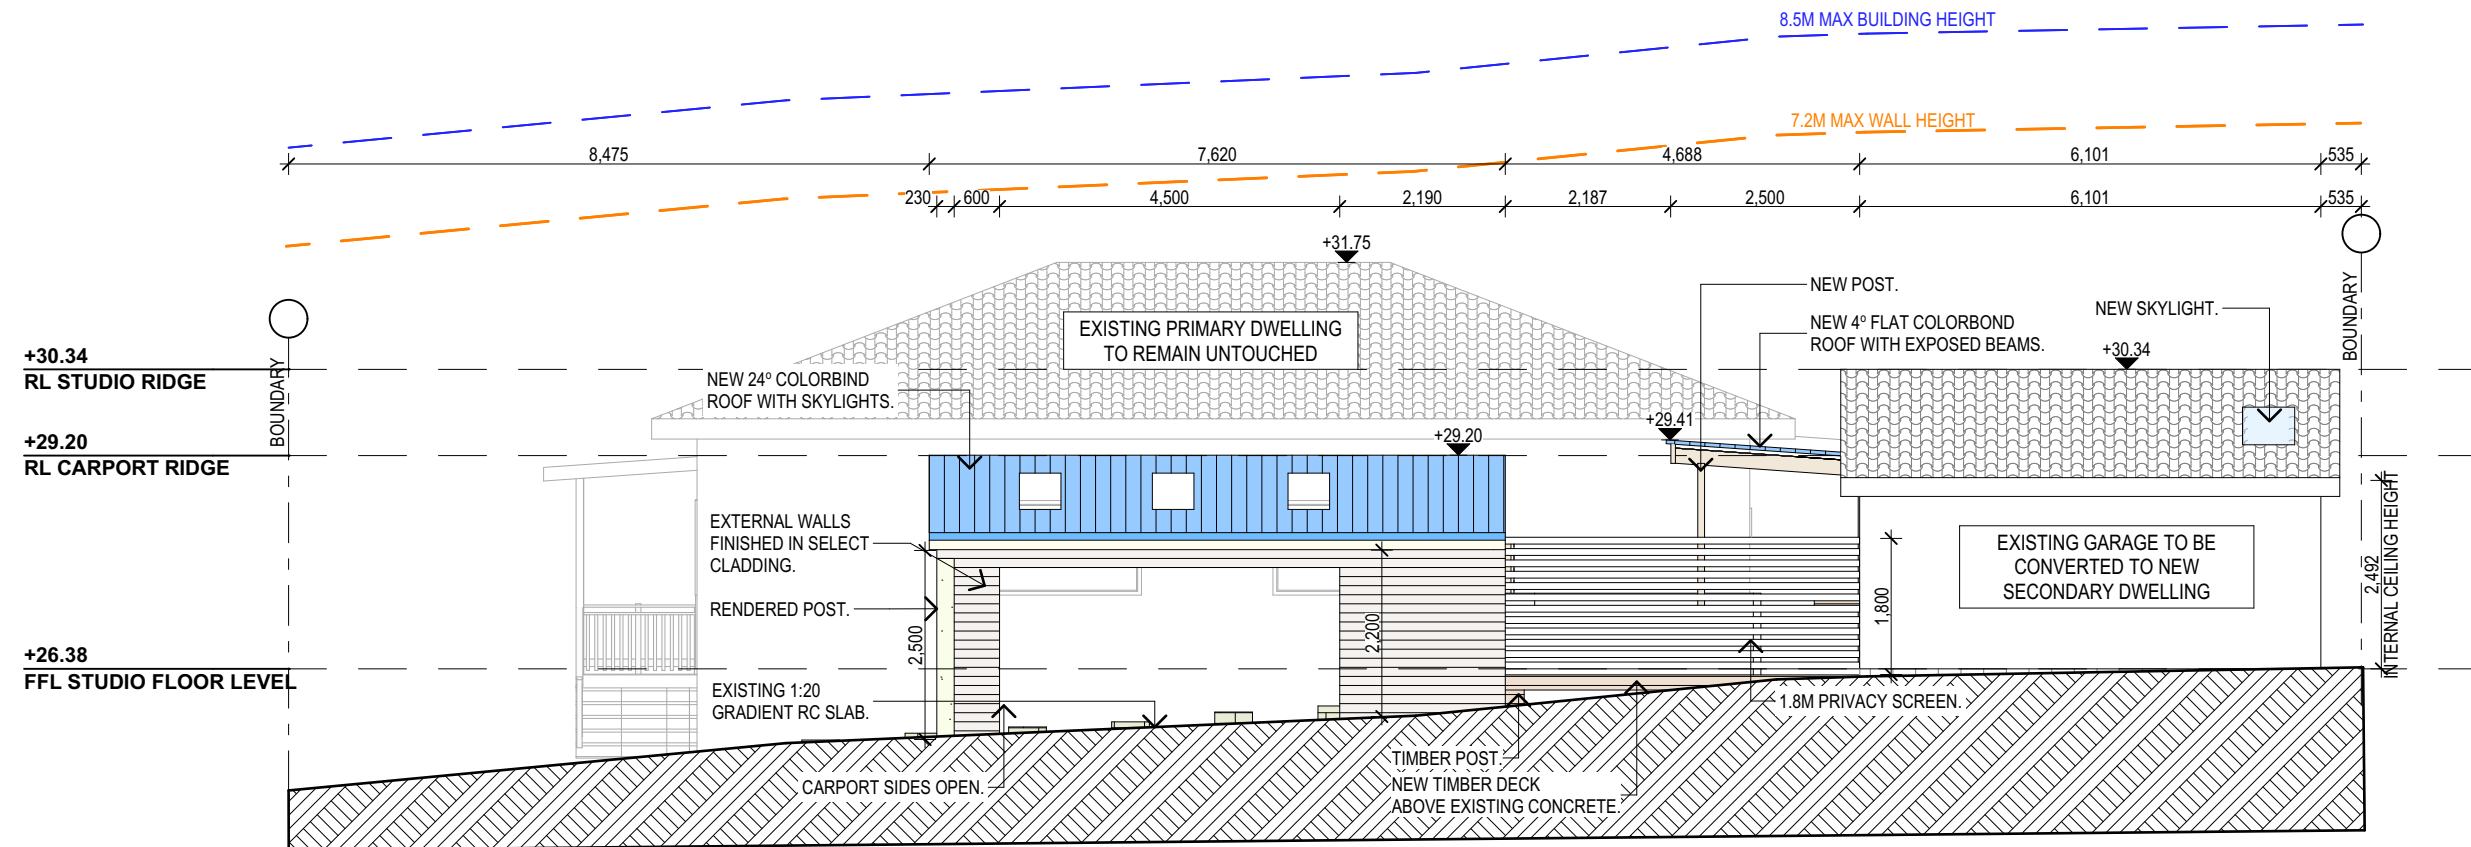 8.5M MAX BUILDING HEIGHT
7.2M MAX WALL HEIGHT
8,475
7,620
4,688
6,101
535
230
600
4,500
2,190
2,187
2,500
6,101
535
+31.75
BOUNDARY
NEW POST.
NEW SKYLIGHT.
EXISTING PRIMARY DWELLING
TO REMAIN UNTOUCHED
NEW 4º FLAT COLORBOND
ROOF WITH EXPOSED BEAMS.
+30.34
+30.34
RL STUDIO RIDGE
BOUNDARY
NEW 24º COLORBIND
ROOF WITH SKYLIGHTS.
+29.41
+29.20
+29.20
RL CARPORT RIDGE
EXTERNAL WALLS
FINISHED IN SELECT
CLADDING.
EXISTING GARAGE TO BE
CONVERTED TO NEW
SECONDARY DWELLING
2,492
INTERNAL CEILING HEIGHT
RENDERED POST.
2,500
2,200
1,800
+26.38
FFL STUDIO FLOOR LEVEL
EXISTING 1:20
GRADIENT RC SLAB.
1.8M PRIVACY SCREEN.
TIMBER POST.
CARPORT SIDES OPEN.
NEW TIMBER DECK
ABOVE EXISTING CONCRETE.